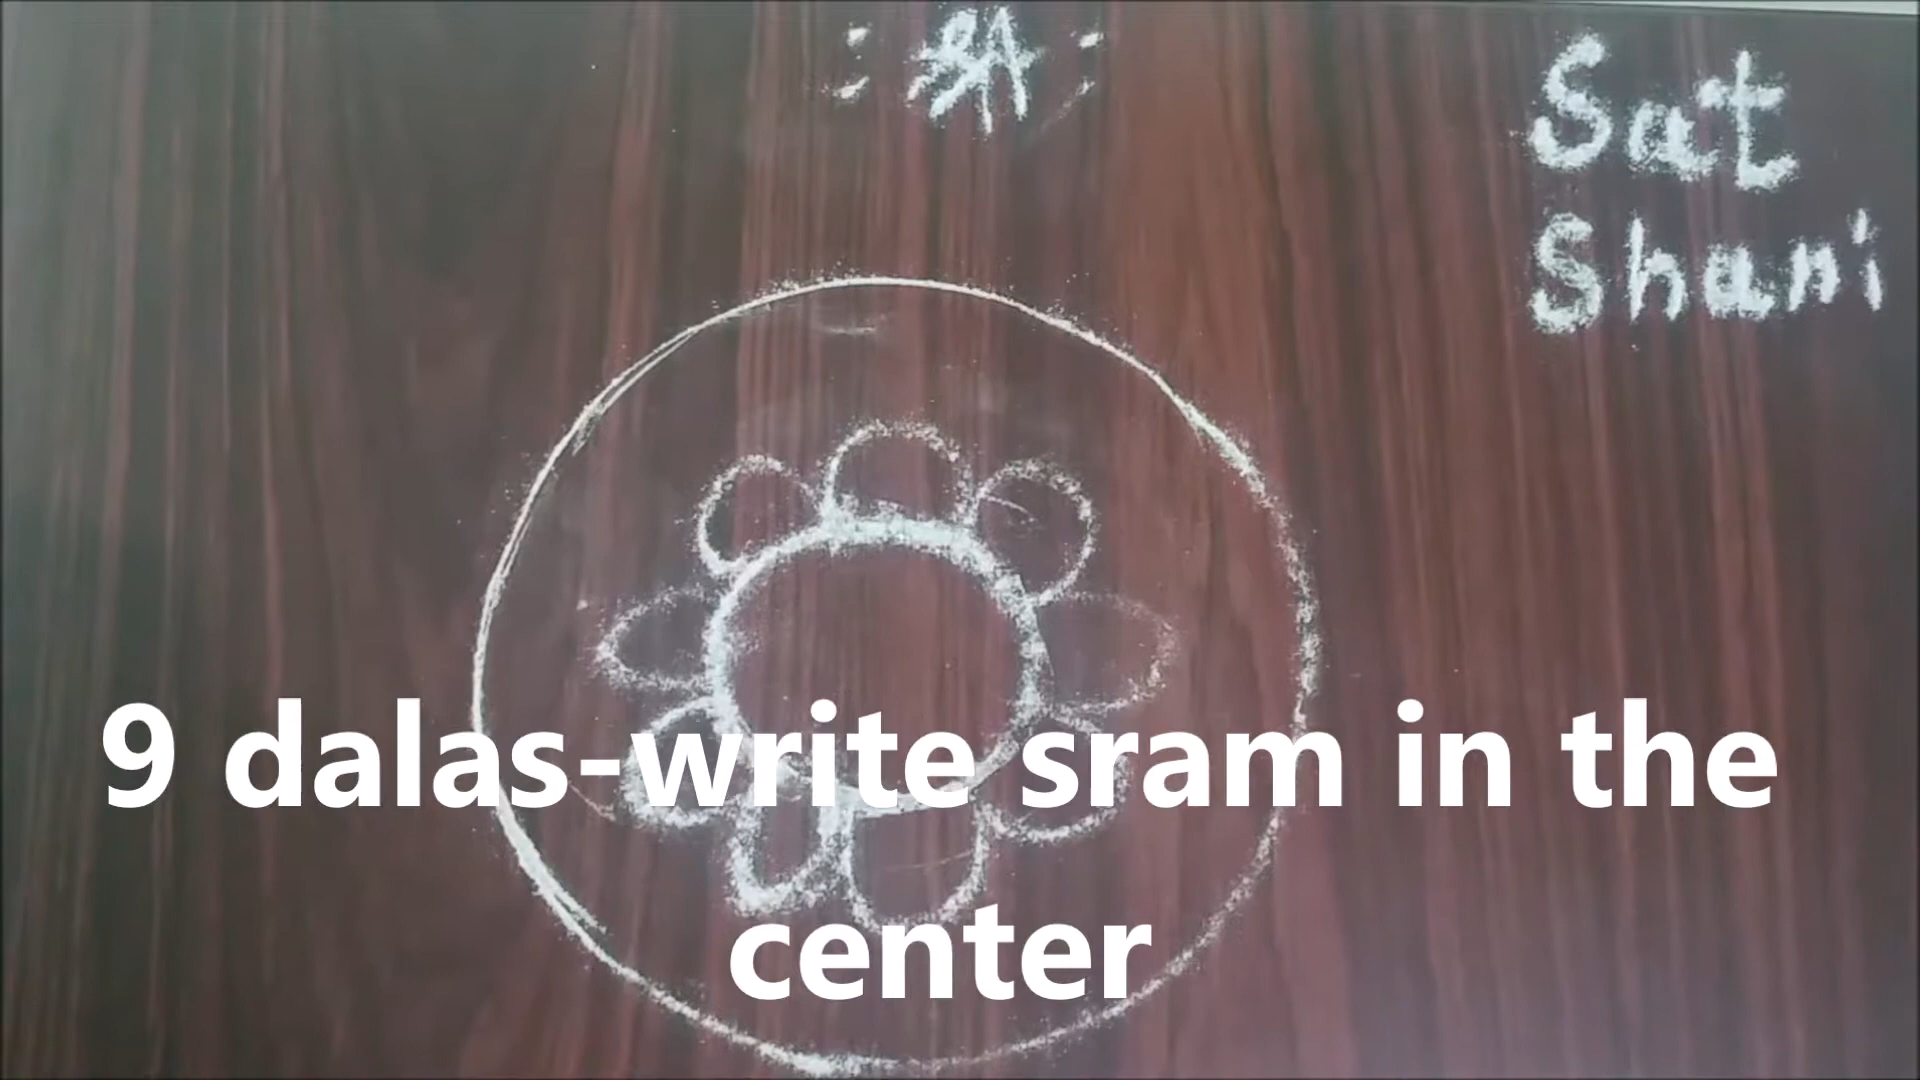 : श्री :
Sat
Shani
9 dalas-write sram in the
center